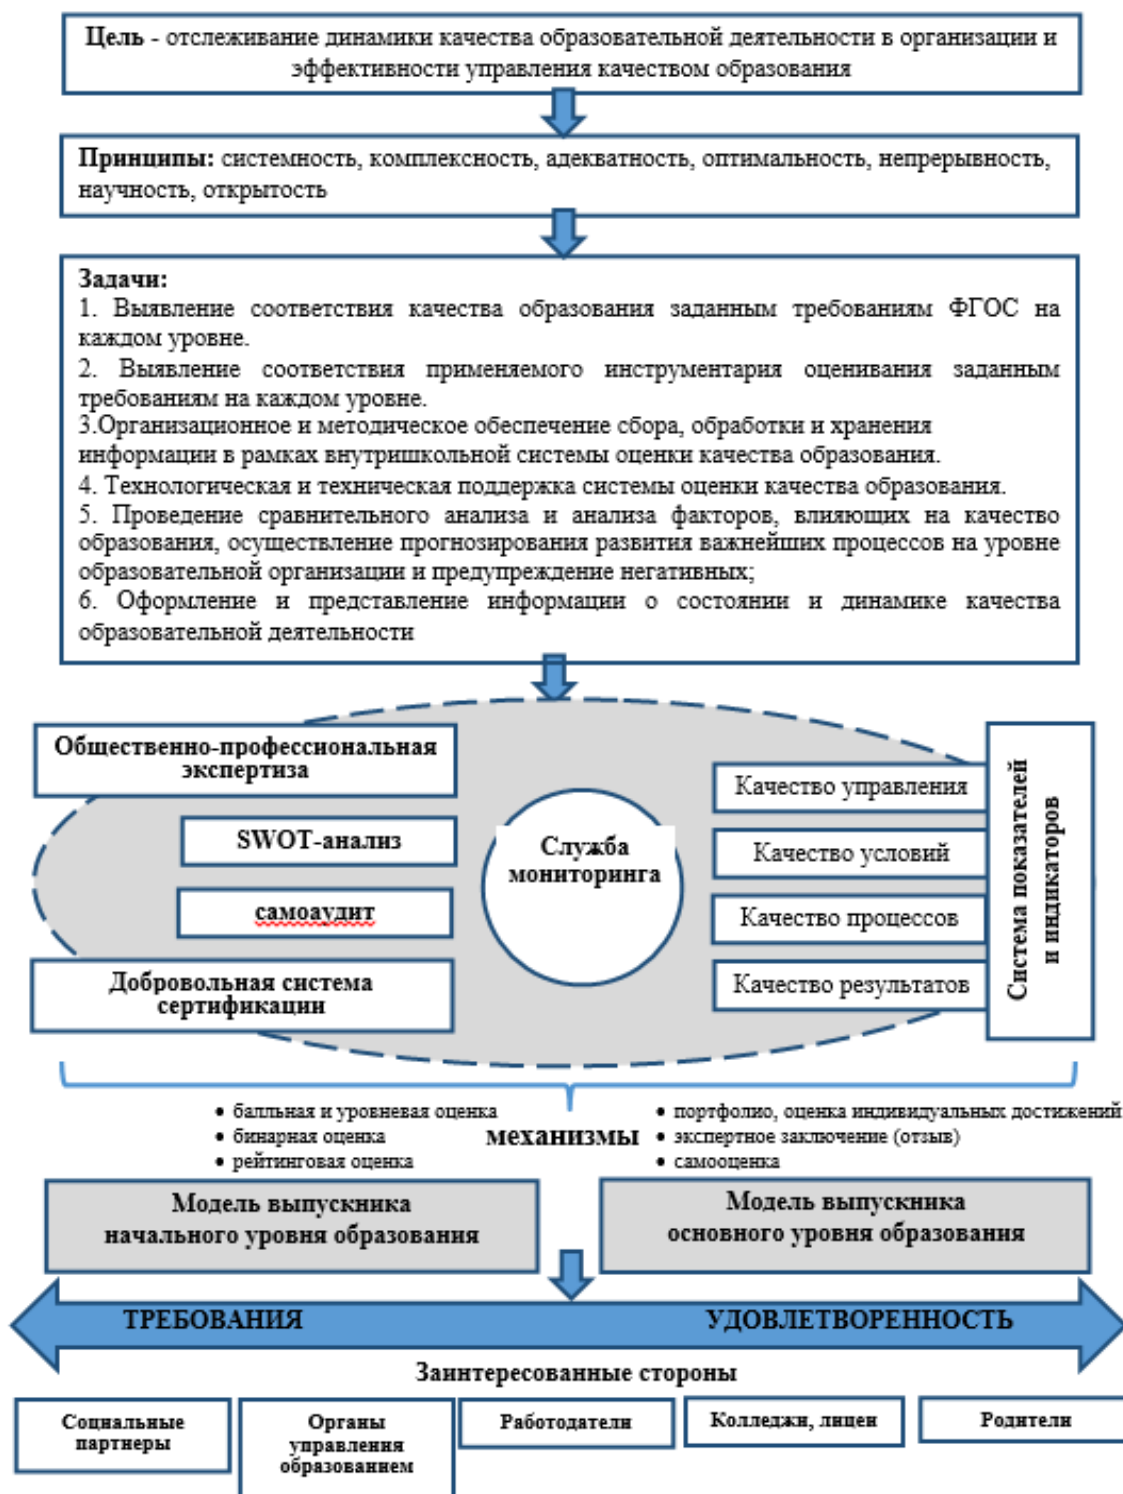 Цель - отслеживание динамики качества образовательной деятельности в организации и
эффективности управления качеством образования
Принципы: системность, комплексность, адекватность, оптимальность, непрерывность,
научность, открытость
Задачи:
1. Выявление соответствия качества образования заданным требованиям ФГОС на
каждом уровне.
2. Выявление соответствия применяемого инструментария оценивания заданным
требованиям на каждом уровне.
3.Организационное и методическое обеспечение сбора, обработки и хранения
информации в рамках внутришкольной системы оценки качества образования.
4. Технологическая и техническая поддержка системы оценки качества образования.
5. Проведение сравнительного анализа и анализа факторов, влияющих на качество
образования, осуществление прогнозирования развития важнейших процессов на уровне
образовательной организации и предупреждение негативных;
6. Оформление и представление информации о состоянии и динамике качества
образовательной деятельности
Общественно-профессиональная
экспертиза
SWOT-анализ
самоаудит
Добровольная система
сертификации
Служба
мониторинга
Качество управления
Качество условий
Качество процессов
Качество результатов
Система показателей
и индикаторов
• балльная и уровневая оценка
• бинарная оценка
• рейтинговая оценка
механизмы
• портфолио, оценка индивидуальных достижений
• экспертное заключение (отзыв)
• самооценка
Модель выпускника
начального уровня образования
Модель выпускника
основного уровня образования
ТРЕБОВАНИЯ
УДОВЛЕТВОРЕННОСТЬ
Заинтересованные стороны
Социальные
партнеры
Органы
управления
образованием
Работодатели
Колледжи, лицеи
Родители